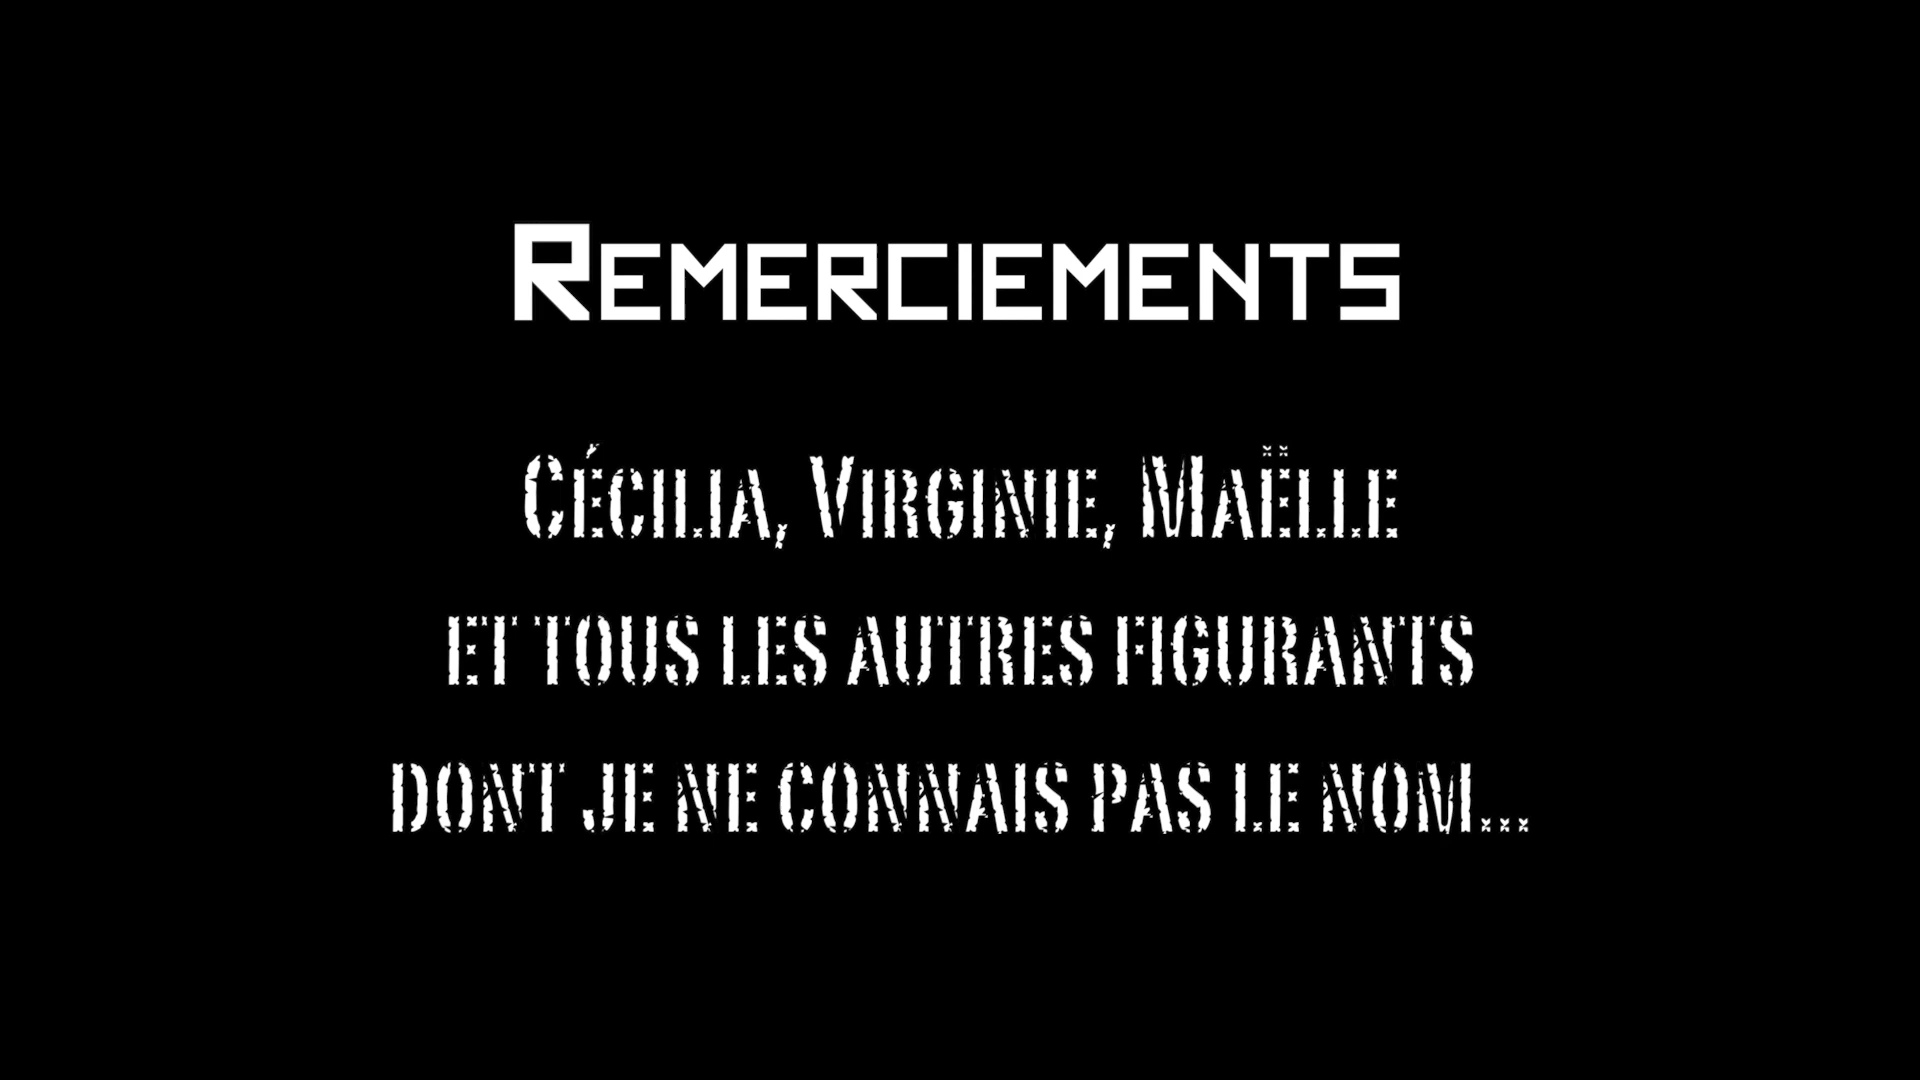 Remerciements
Cécilia, Virginie, Maëlle
et tous les autres figurants
dont je ne connais pas le nom...